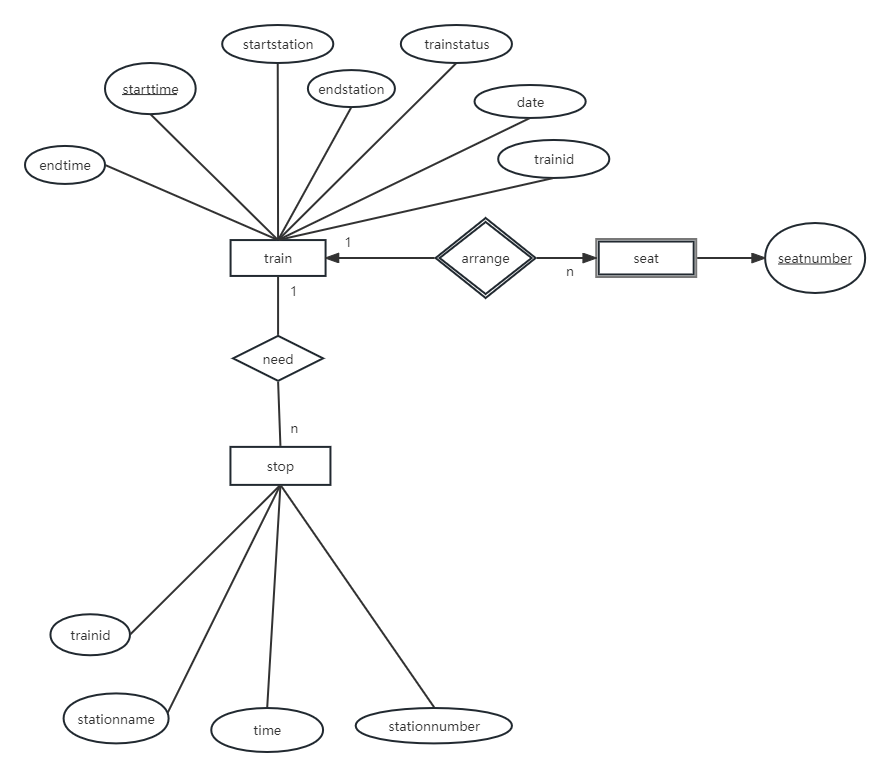 startstation
trainstatus
starttime
endstation
date
endtime
trainid
train
1
arrange
n
seat
seatnumber
1
need
n
stop
trainid
stationname
time
stationnumber